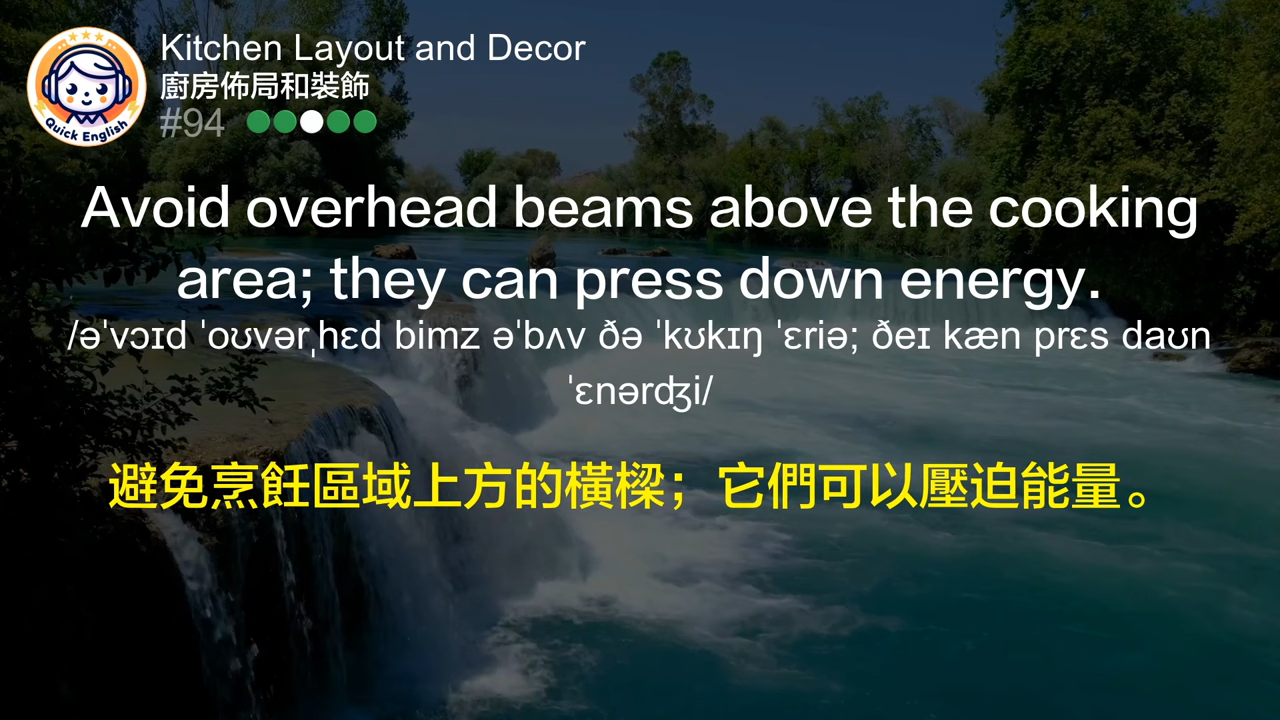 Quick English
Kitchen Layout and Decor
廚房佈局和裝飾
#94
Avoid overhead beams above the cooking
area; they can press down energy.
/əˈvɔɪd ˈoʊvərˌhɛd bimz əˈbʌv ðə ˈkʊkɪŋ ˈɛriə; ðeɪ kæn prɛs daʊn
ˈɛnərʤi/
避免烹飪區域上方的橫樑；它們可以壓迫能量。